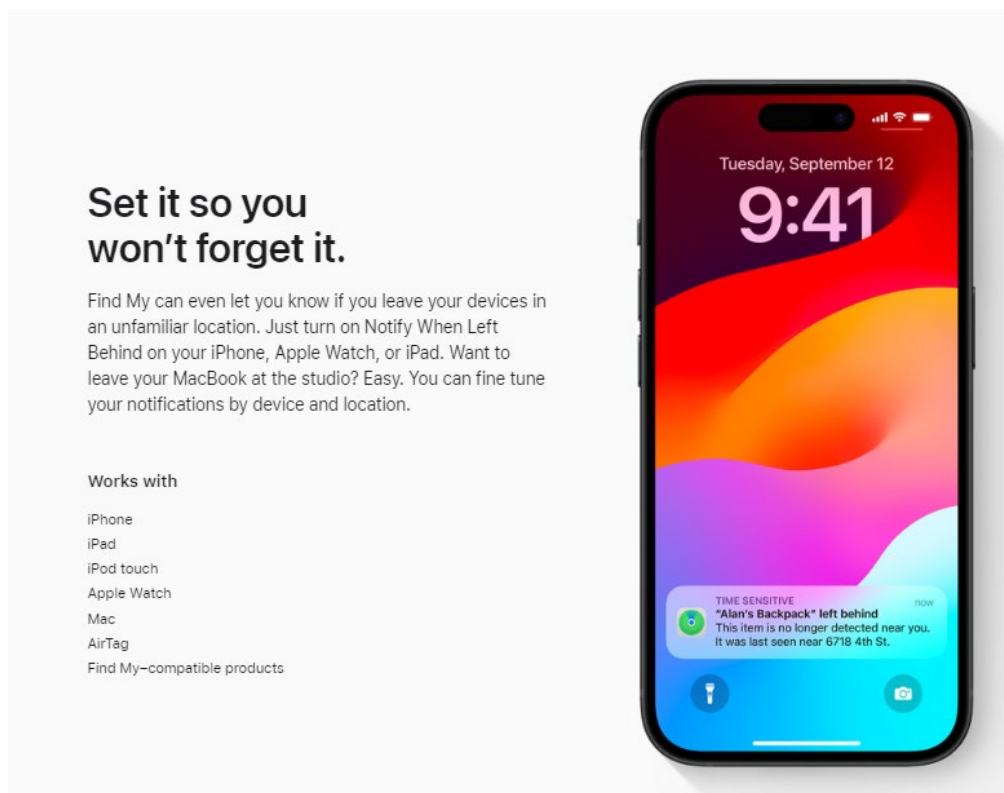 Set it so you
won’t forget it.
Find My can even let you know if you leave your devices in
an unfamiliar location. Just turn on Notify When Left
Behind on your iPhone, Apple Watch, or iPad. Want to
leave your MacBook at the studio? Easy. You can fine tune
your notifications by device and location.
Works with
iPhone
iPad
iPod touch
Apple Watch
Mac
AirTag
Find My–compatible products
Tuesday, September 12
9:41
TIME SENSITIVE now
“Alan’s Backpack” left behind
This item is no longer detected near you.
It was last seen near 6718 4th St.